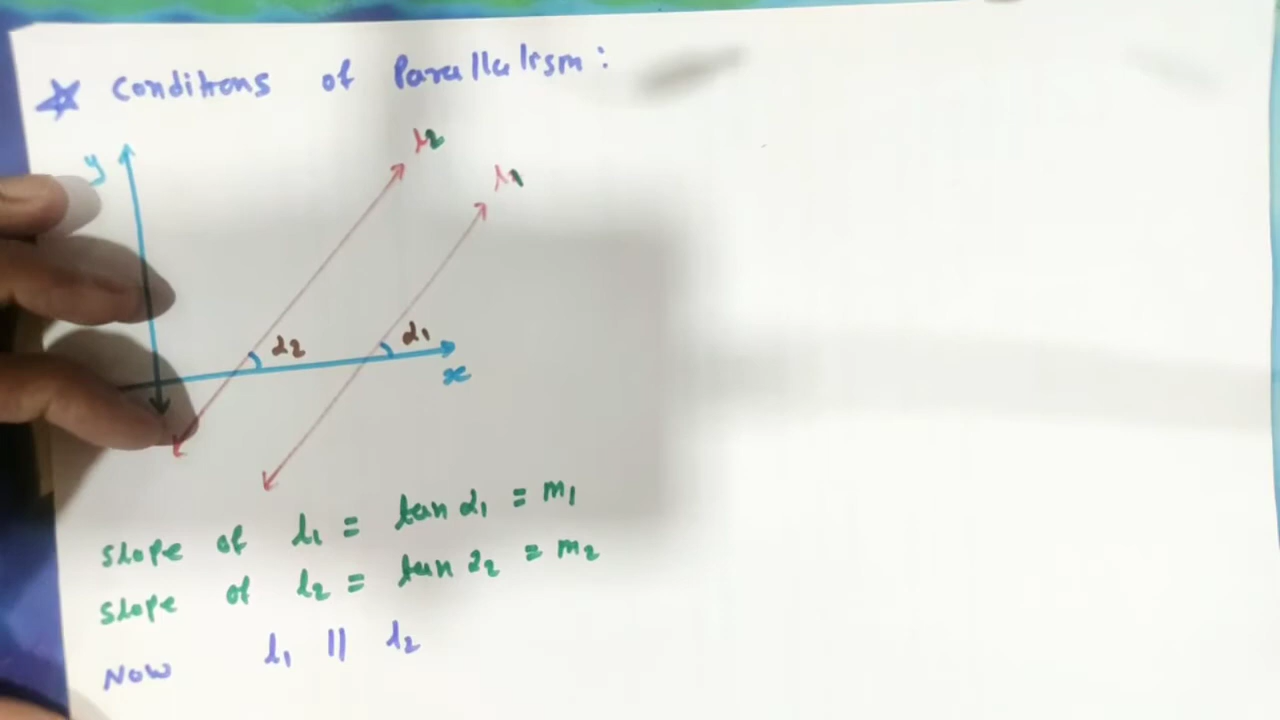 ☆ Conditions of Parallelism:
y
l2
l1
α2
α1
x
Slope of l1 = tan α1 = m1
Slope of l2 = tan α2 = m2
Now l1 || l2